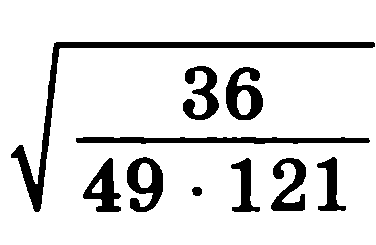 √(36 / (49 · 121))